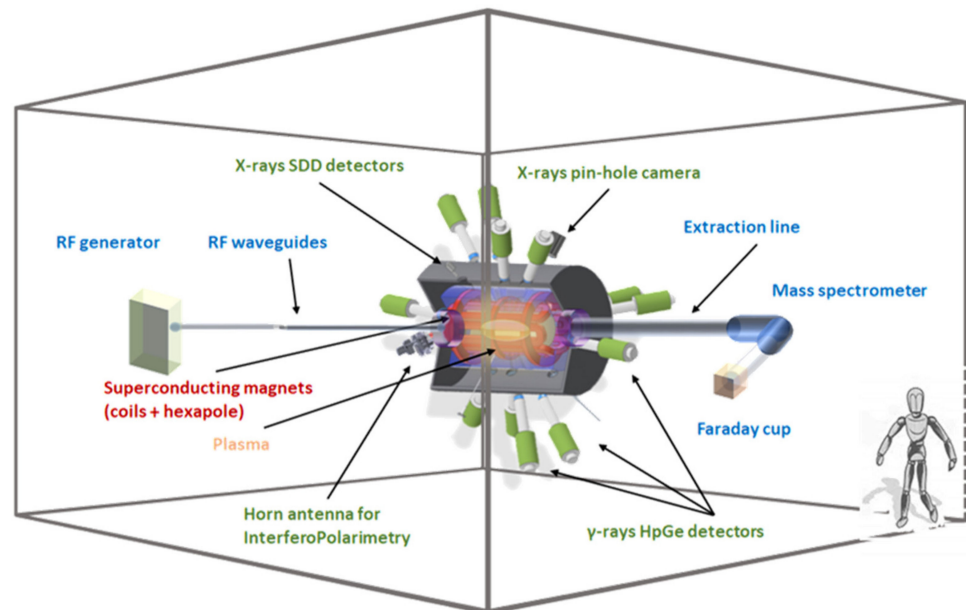 X-rays SDD detectors
X-rays pin-hole camera
RF generator
RF waveguides
Extraction line
Mass spectrometer
Superconducting magnets
(coils + hexapole)
Plasma
Faraday cup
Horn antenna for
InterferoPolarimetry
γ-rays HpGe detectors